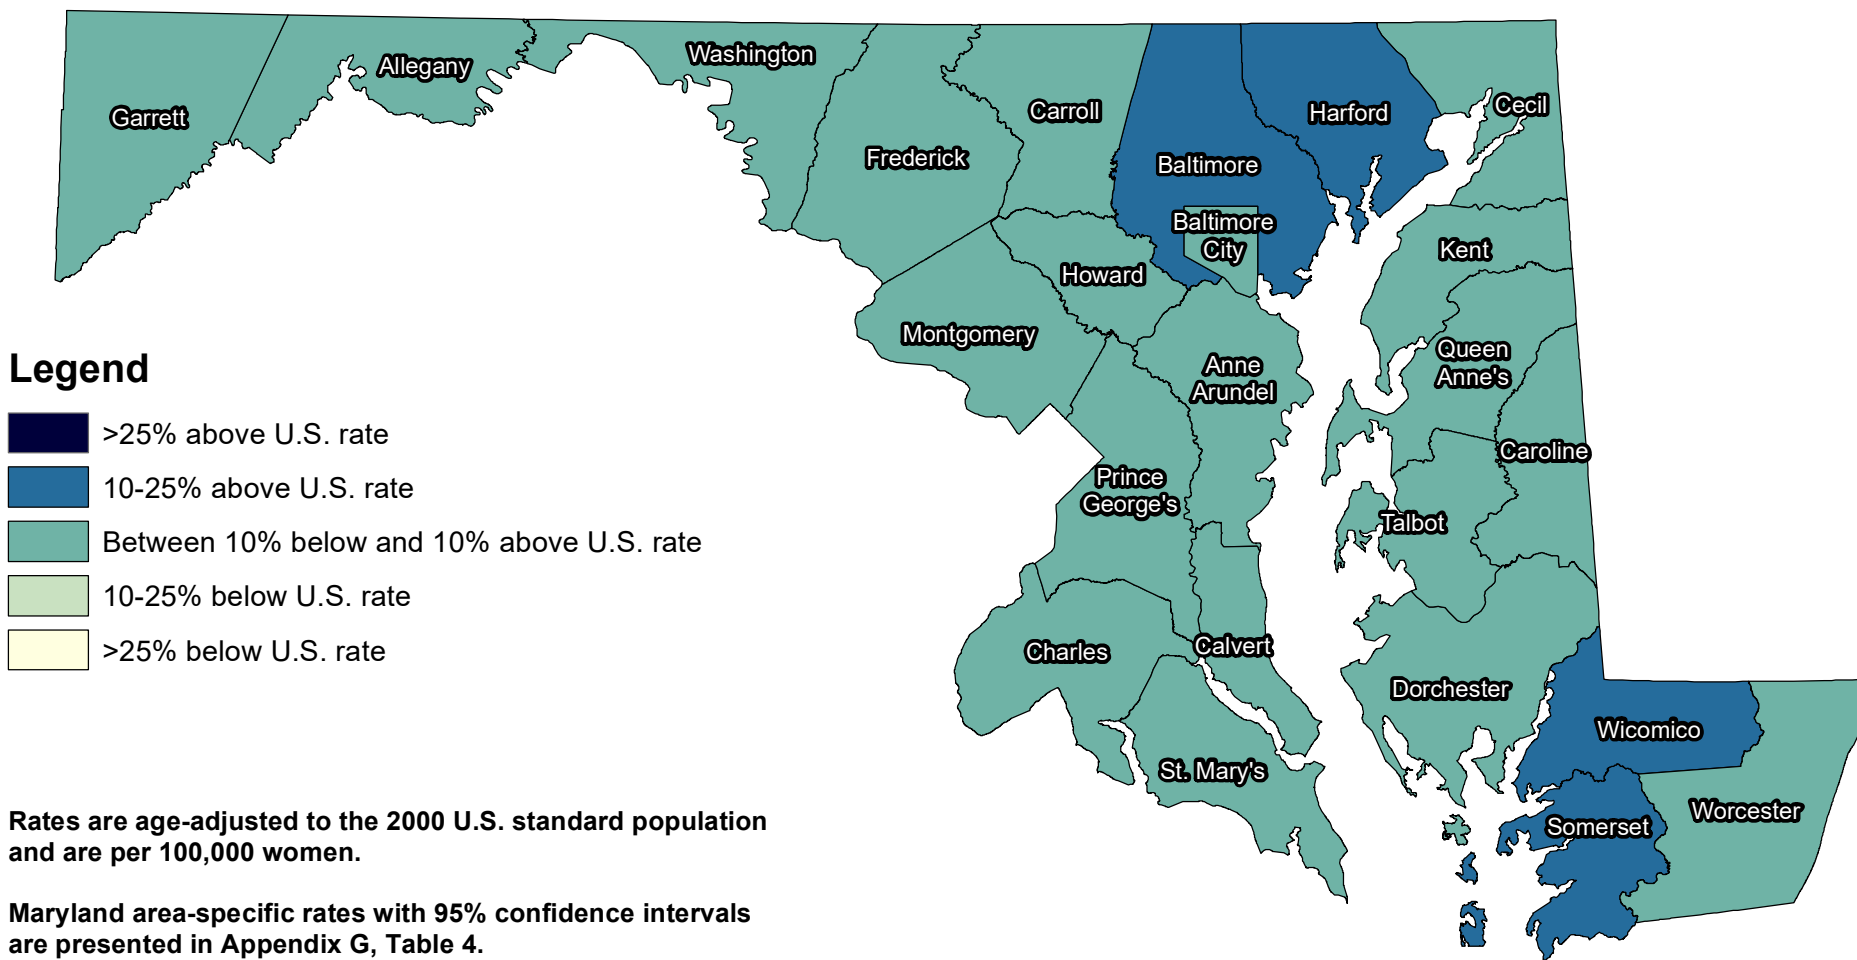 Washington
Allegany
Garrett
Carroll
Harford
Cecil
Frederick
Baltimore
Baltimore
City
Kent
Howard
Montgomery
Queen
Anne's
Anne
Arundel
Caroline
Prince
George's
Talbot
Charles
Calvert
Dorchester
Wicomico
St. Mary's
Worcester
Somerset
Legend
>25% above U.S. rate
10-25% above U.S. rate
Between 10% below and 10% above U.S. rate
10-25% below U.S. rate
>25% below U.S. rate
Rates are age-adjusted to the 2000 U.S. standard population
and are per 100,000 women.
Maryland area-specific rates with 95% confidence intervals
are presented in Appendix G, Table 4.